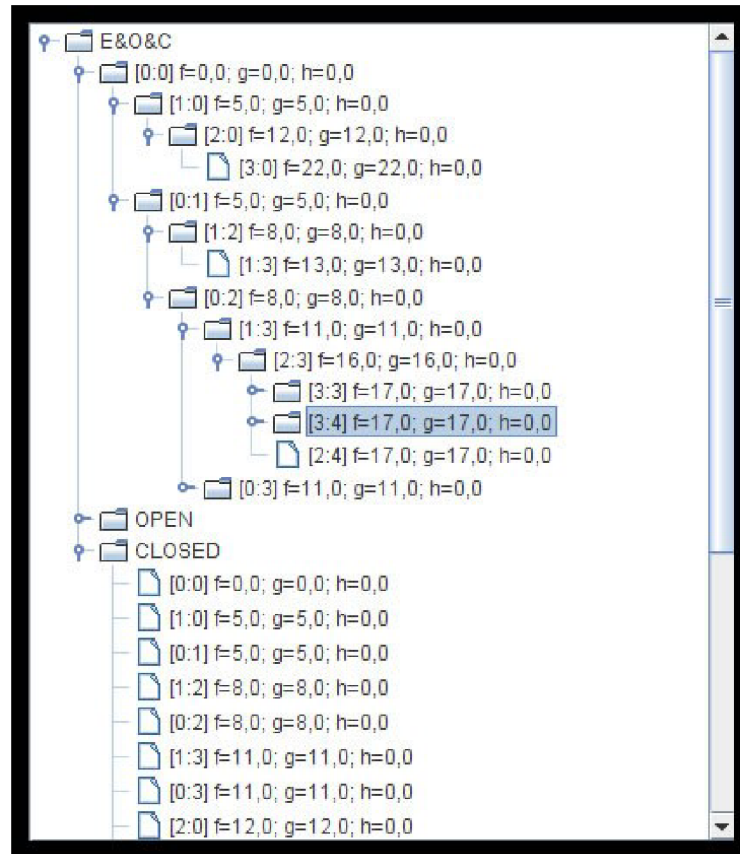 E&O&C
[0:0] f=0,0; g=0,0; h=0,0
[1:0] f=5,0; g=5,0; h=0,0
[2:0] f=12,0; g=12,0; h=0,0
[3:0] f=22,0; g=22,0; h=0,0
[0:1] f=5,0; g=5,0; h=0,0
[1:2] f=8,0; g=8,0; h=0,0
[1:3] f=13,0; g=13,0; h=0,0
[0:2] f=8,0; g=8,0; h=0,0
[1:3] f=11,0; g=11,0; h=0,0
[2:3] f=16,0; g=16,0; h=0,0
[3:3] f=17,0; g=17,0; h=0,0
[3:4] f=17,0; g=17,0; h=0,0
[2:4] f=17,0; g=17,0; h=0,0
[0:3] f=11,0; g=11,0; h=0,0
OPEN
CLOSED
[0:0] f=0,0; g=0,0; h=0,0
[1:0] f=5,0; g=5,0; h=0,0
[0:1] f=5,0; g=5,0; h=0,0
[1:2] f=8,0; g=8,0; h=0,0
[0:2] f=8,0; g=8,0; h=0,0
[1:3] f=11,0; g=11,0; h=0,0
[0:3] f=11,0; g=11,0; h=0,0
[2:0] f=12,0; g=12,0; h=0,0